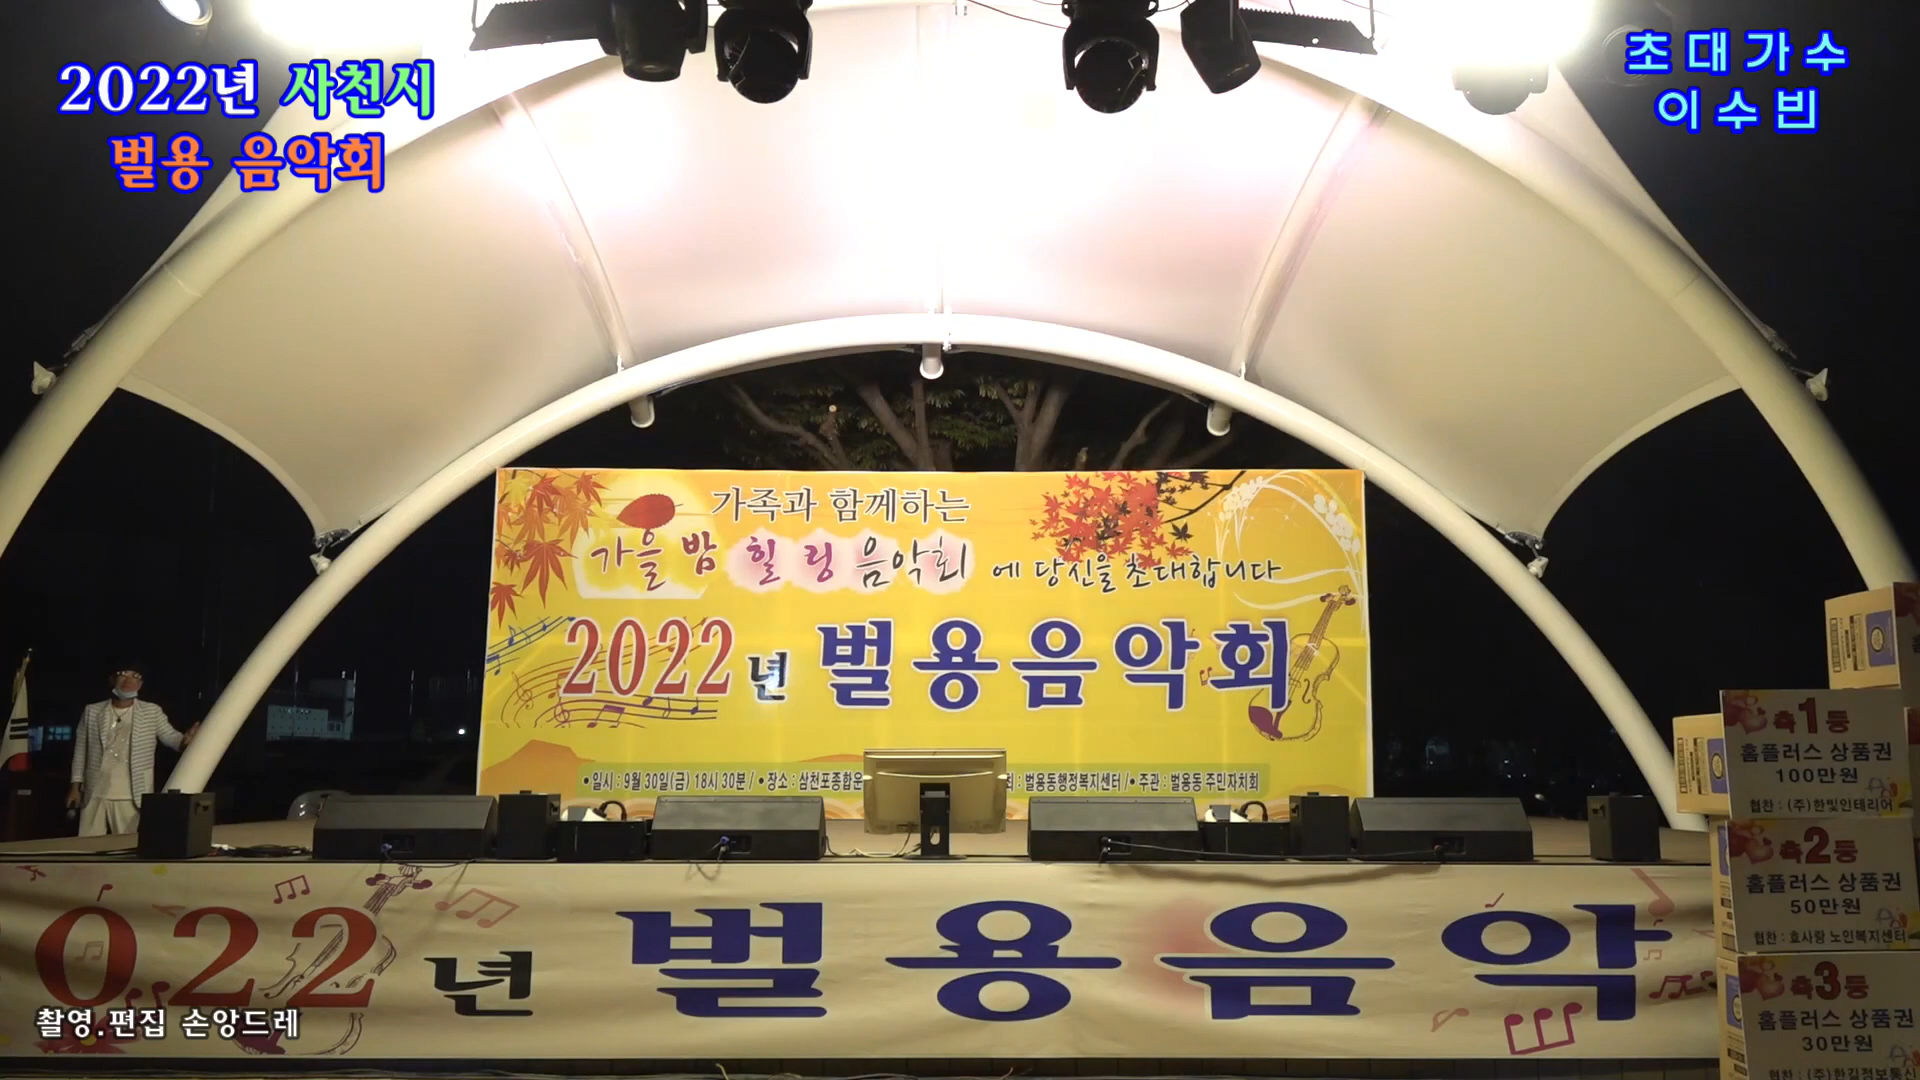 2022년 사천시
벌용 음악회
초대가수
이수빈
가족과 함께하는
가을밤 힐링 음악회 에 당신을 초대합니다
2022년 벌용음악회
• 일시 : 9월 30일(금) 18시 30분 / • 장소 : 삼천포종합운
: 벌용동행정복지센터 / • 주관 : 벌용동 주민자치회
축1등
홈플러스 상품권
100만원
협찬 : (주)한빛인테리어
축2등
홈플러스 상품권
50만원
협찬 : 효사랑 노인복지센터
축3등
홈플러스 상품권
30만원
협찬 : (주)한길정보통신
022년 벌용음악
촬영.편집 손앙드레